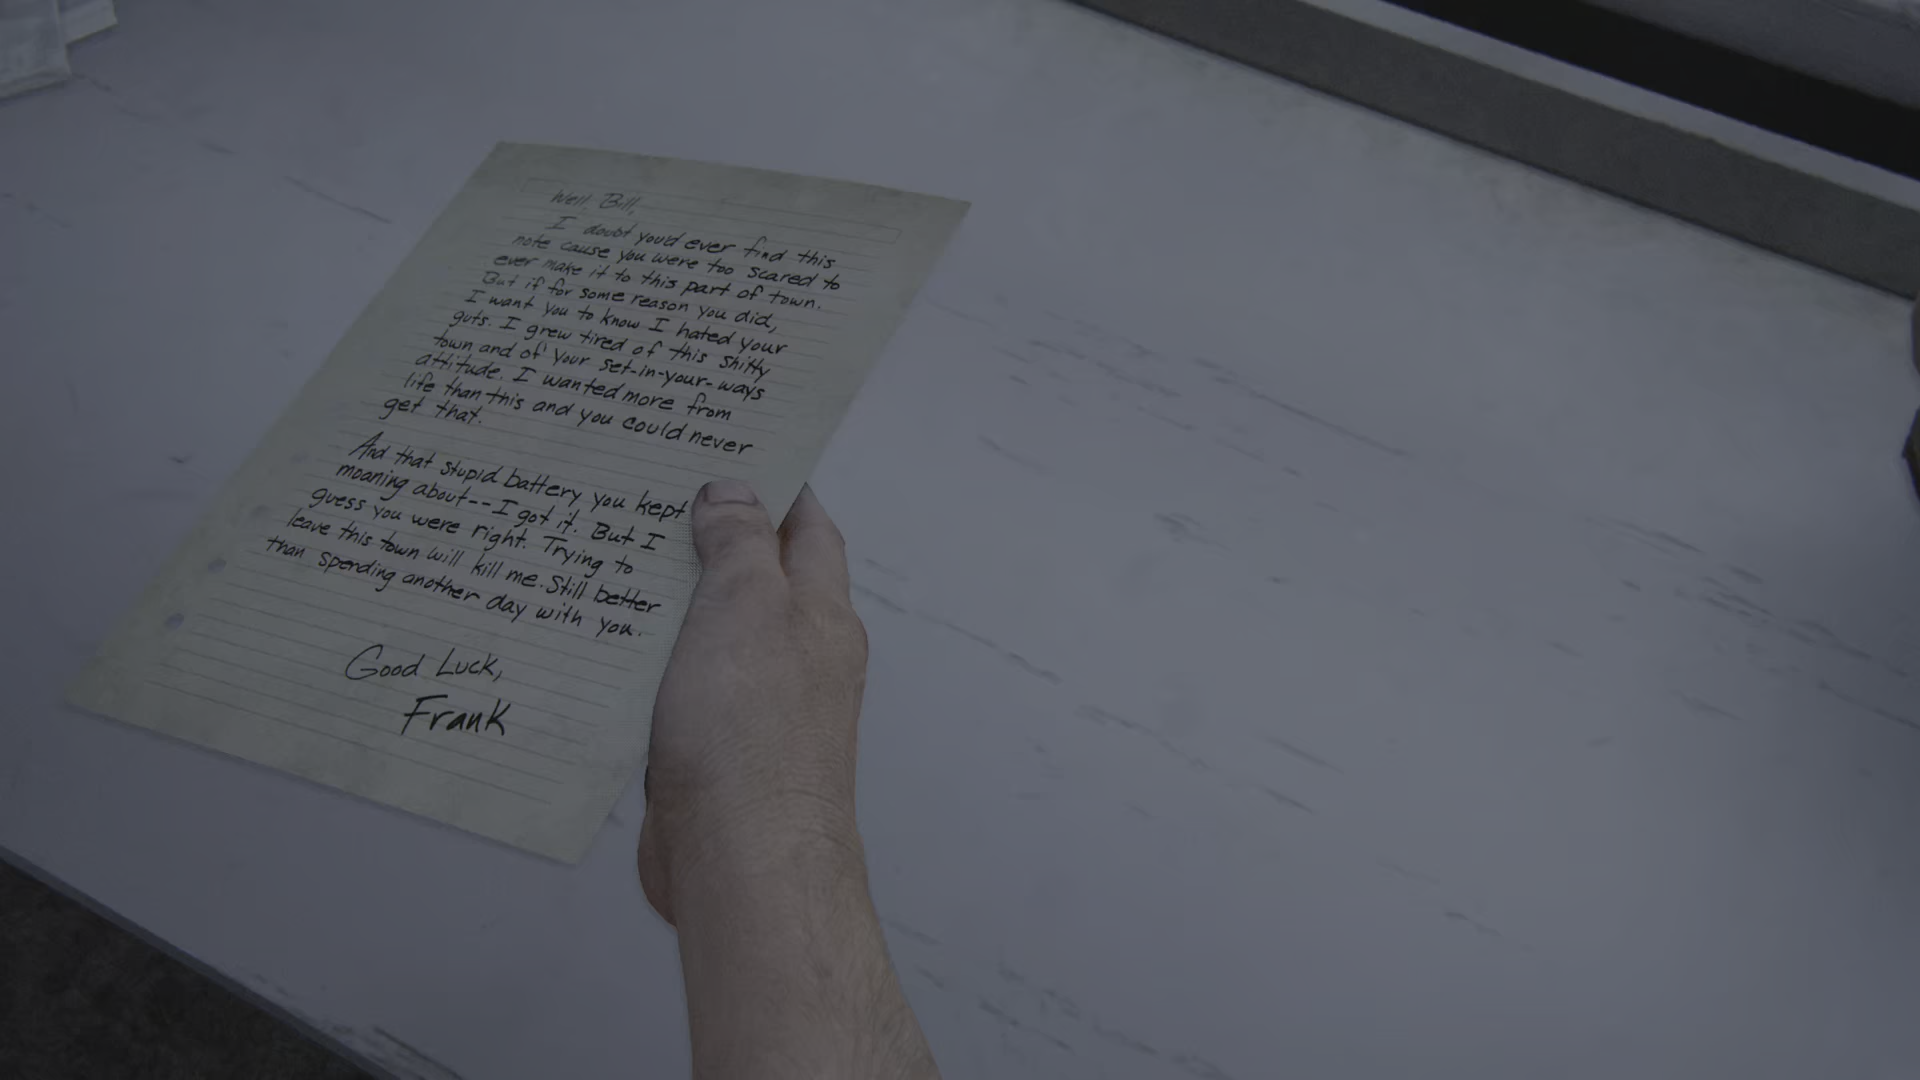 Well, Bill,
I doubt you'd ever find this
note cause you were too scared to
ever make it to this part of town.
But if for some reason you did,
I want you to know I hated your
guts. I grew tired of this shitty
town and of your set-in-your-ways
attitude. I wanted more from
life than this and you could never
get that.
And that stupid battery you kept
moaning about--I got it. But I
guess you were right. Trying to
leave this town will kill me. Still better
than spending another day with you.
Good Luck,
Frank